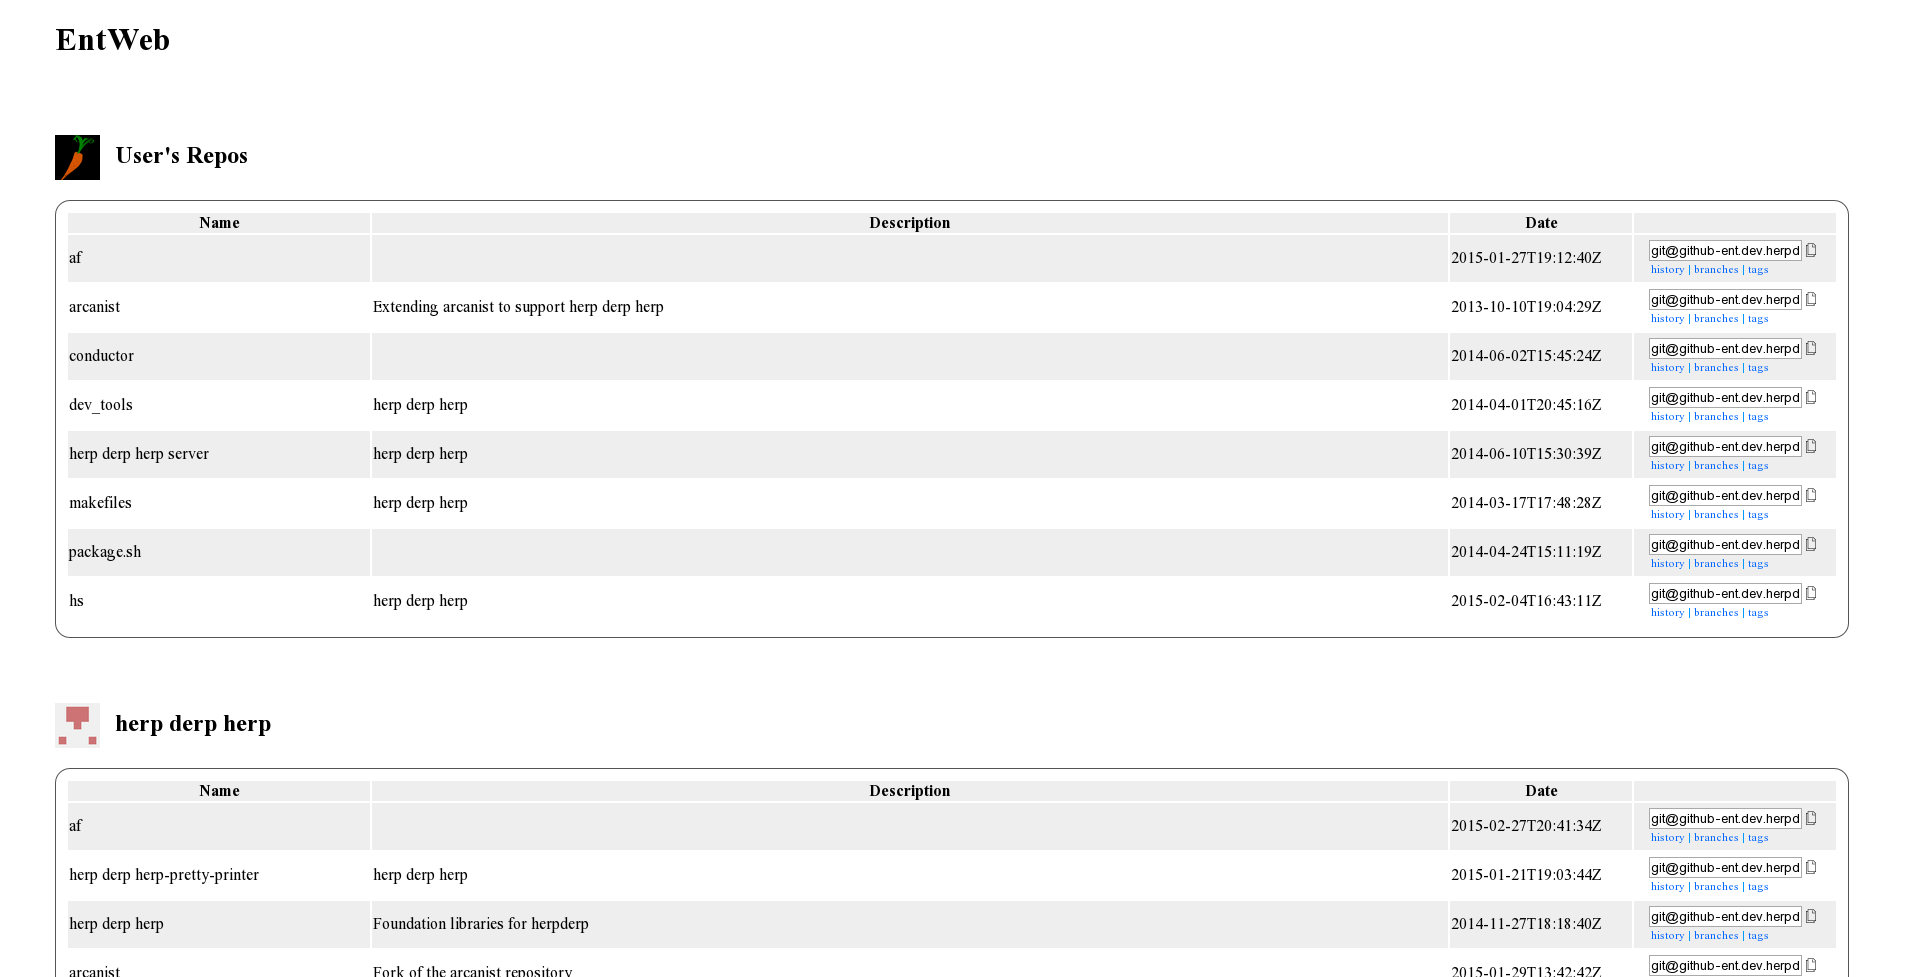 EntWeb
User's Repos
Name Description Date
af 2015-01-27T19:12:40Z git@github-ent.dev.herpd
history | branches | tags
arcanist Extending arcanist to support herp derp herp 2013-10-10T19:04:29Z git@github-ent.dev.herpd
history | branches | tags
conductor 2014-06-02T15:45:24Z git@github-ent.dev.herpd
history | branches | tags
dev_tools herp derp herp 2014-04-01T20:45:16Z git@github-ent.dev.herpd
history | branches | tags
herp derp herp server herp derp herp 2014-06-10T15:30:39Z git@github-ent.dev.herpd
history | branches | tags
makefiles herp derp herp 2014-03-17T17:48:28Z git@github-ent.dev.herpd
history | branches | tags
package.sh 2014-04-24T15:11:19Z git@github-ent.dev.herpd
history | branches | tags
hs herp derp herp 2015-02-04T16:43:11Z git@github-ent.dev.herpd
history | branches | tags
herp derp herp
Name Description Date
af 2015-02-27T20:41:34Z git@github-ent.dev.herpd
history | branches | tags
herp derp herp-pretty-printer herp derp herp 2015-01-21T19:03:44Z git@github-ent.dev.herpd
history | branches | tags
herp derp herp Foundation libraries for herpderp 2014-11-27T18:18:40Z git@github-ent.dev.herpd
history | branches | tags
arcanist Fork of the arcanist repository 2015-01-29T13:42:42Z git@github-ent.dev.herpd